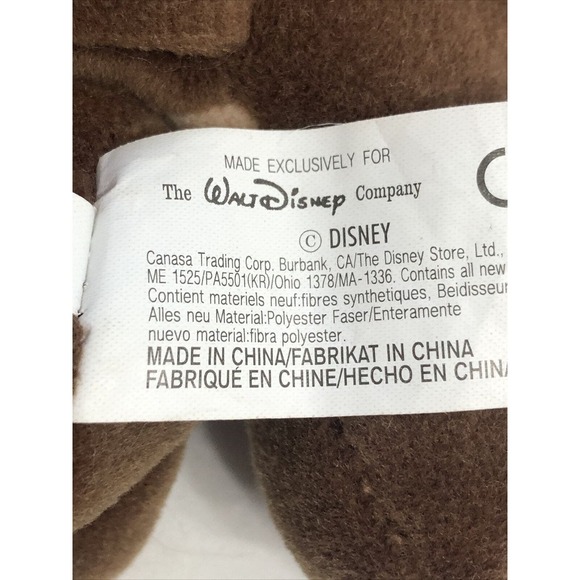 MADE EXCLUSIVELY FOR
The Walt Disney Company
© DISNEY
Canasa Trading Corp. Burbank, CA/The Disney Store, Ltd.,
ME 1525/PA5501(KR)/Ohio 1378/MA-1336. Contains all new
Contient materiels neuf:fibres synthetiques, Beidisseur
Alles neu Material:Polyester Faser/Enteramente
nuevo material:fibra polyester.
MADE IN CHINA/FABRIKAT IN CHINA
FABRIQUÉ EN CHINE/HECHO EN CHINA